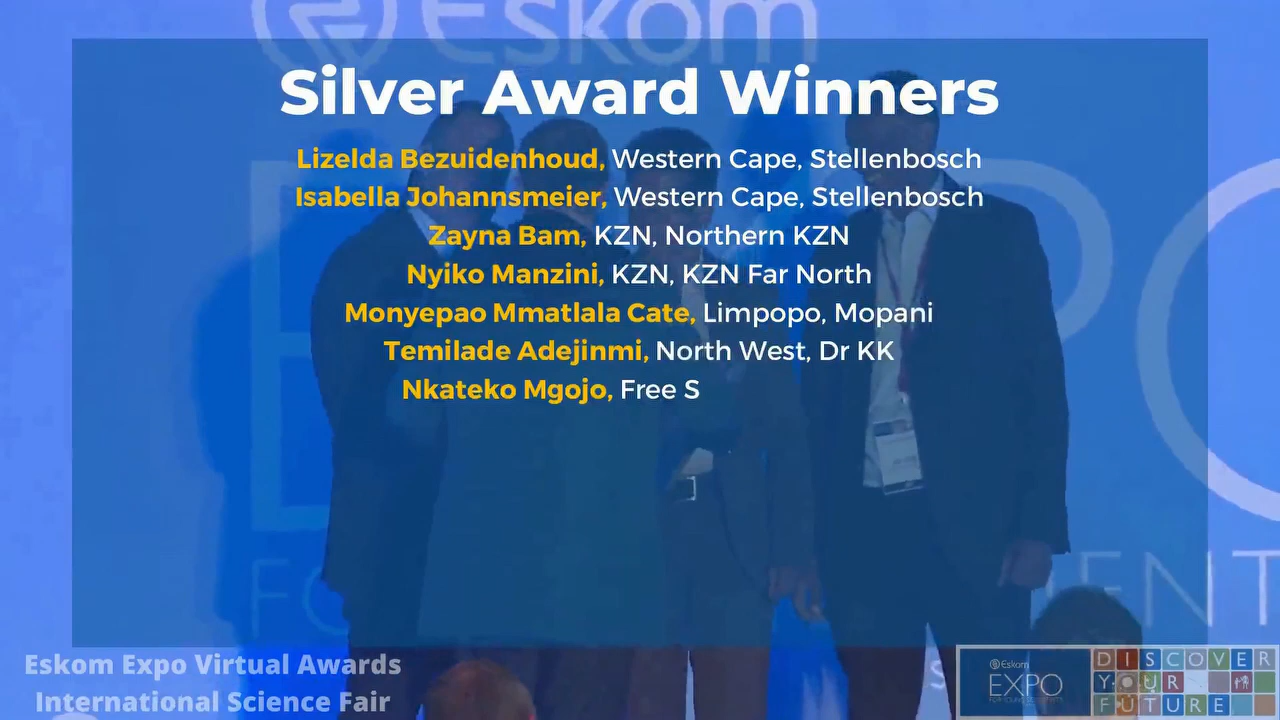 Eskom
Silver Award Winners
Lizelda Bezuidenhoud, Western Cape, Stellenbosch
Isabella Johannsmeier, Western Cape, Stellenbosch
Zayna Bam, KZN, Northern KZN
Nyiko Manzini, KZN, KZN Far North
Monyepao Mmatlala Cate, Limpopo, Mopani
Temilade Adejinmi, North West, Dr KK
Nkateko Mgojo, Free S
Eskom Expo Virtual Awards
International Science Fair
Eskom
EXPO
DISCOVER
YOUR
FUTURE